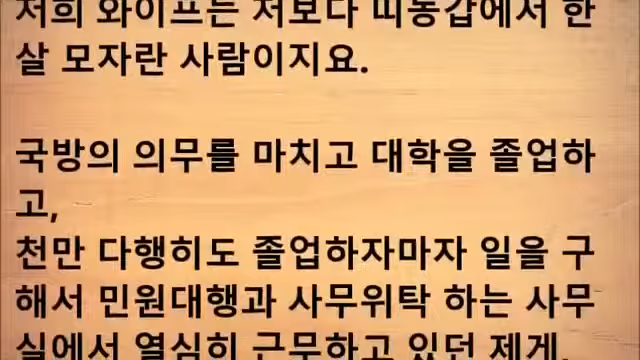 저희 와이프는 저보다 띠동갑에서 한
살 모자란 사람이지요.
국방의 의무를 마치고 대학을 졸업하
고,
천만 다행히도 졸업하자마자 일을 구
해서 민원대행과 사무위탁 하는 사무
실에서 열심히 근무하고 있던 제게,